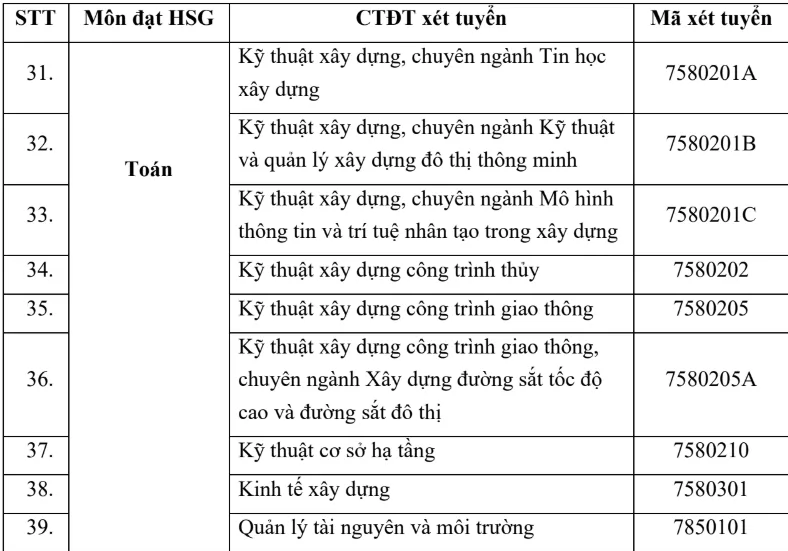 STT Môn đạt HSG CTĐT xét tuyển Mã xét tuyển
31. Kỹ thuật xây dựng, chuyên ngành Tin học
xây dựng 7580201A
32. Kỹ thuật xây dựng, chuyên ngành Kỹ thuật
và quản lý xây dựng đô thị thông minh 7580201B
Toán
33. Kỹ thuật xây dựng, chuyên ngành Mô hình
thông tin và trí tuệ nhân tạo trong xây dựng 7580201C
34. Kỹ thuật xây dựng công trình thủy 7580202
35. Kỹ thuật xây dựng công trình giao thông 7580205
36. Kỹ thuật xây dựng công trình giao thông,
chuyên ngành Xây dựng đường sắt tốc độ
cao và đường sắt đô thị 7580205A
37. Kỹ thuật cơ sở hạ tầng 7580210
38. Kinh tế xây dựng 7580301
39. Quản lý tài nguyên và môi trường 7850101